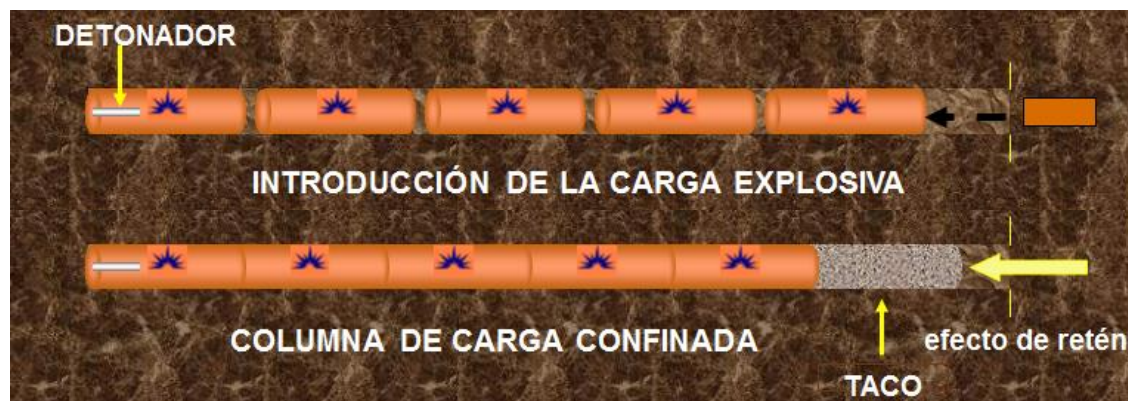 DETONADOR
INTRODUCCIÓN DE LA CARGA EXPLOSIVA
COLUMNA DE CARGA CONFINADA
efecto de retén
TACO